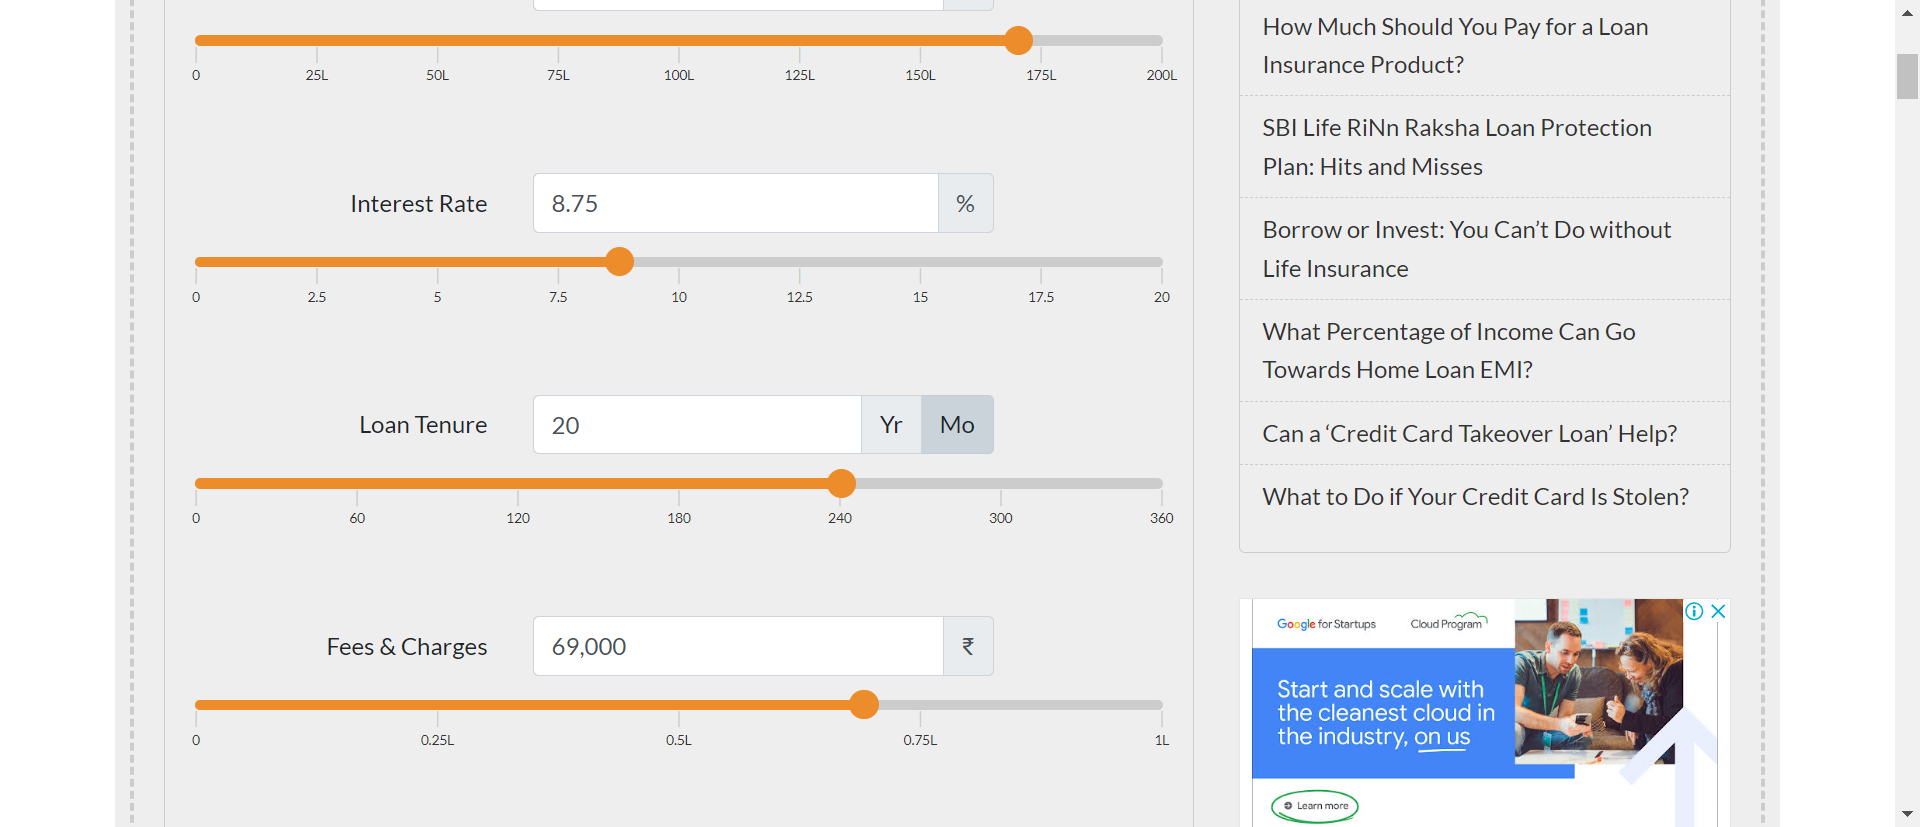 0 25L 50L 75L 100L 125L 150L 175L 200L
Interest Rate 8.75 %
0 2.5 5 7.5 10 12.5 15 17.5 20
Loan Tenure 20 Yr Mo
0 60 120 180 240 300 360
Fees & Charges 69,000 ₹
0 0.25L 0.5L 0.75L 1L
How Much Should You Pay for a Loan
Insurance Product?
SBI Life RiNn Raksha Loan Protection
Plan: Hits and Misses
Borrow or Invest: You Can’t Do without
Life Insurance
What Percentage of Income Can Go
Towards Home Loan EMI?
Can a ‘Credit Card Takeover Loan’ Help?
What to Do if Your Credit Card Is Stolen?
Google for Startups Cloud Program
Start and scale with
the cleanest cloud in
the industry, on us
Learn more